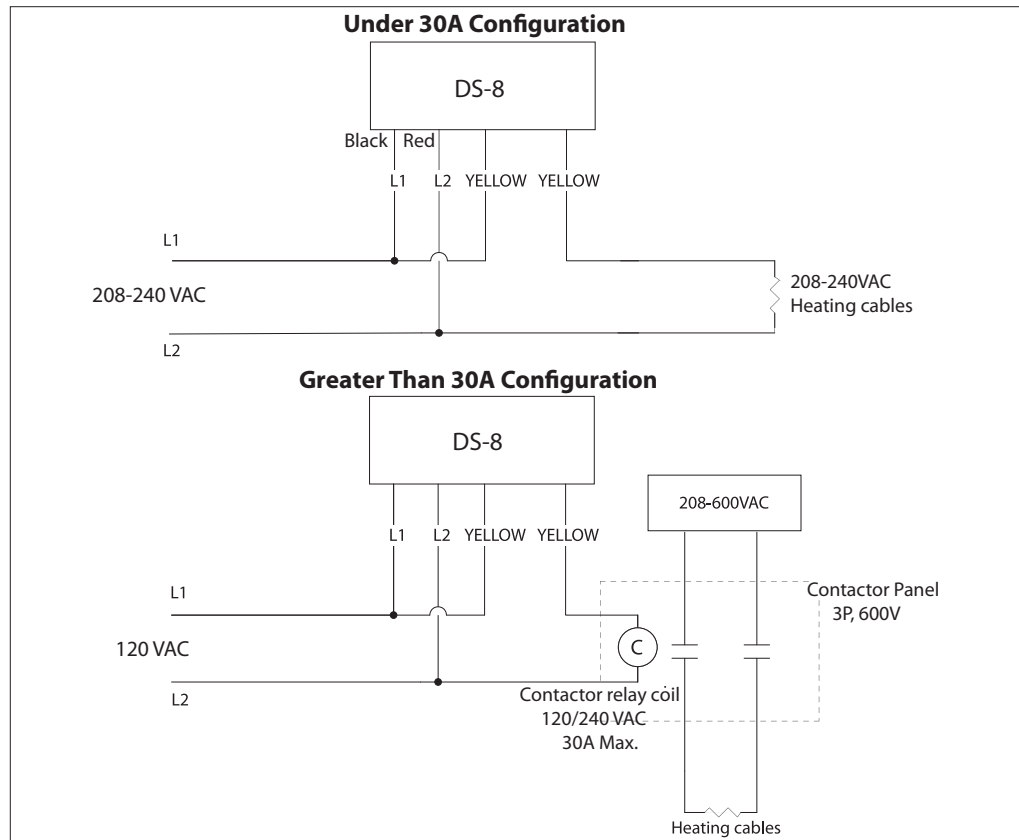 Under 30A Configuration
DS-8
Black Red
L1 L2 YELLOW YELLOW
L1
208-240 VAC
208-240VAC
Heating cables
L2
Greater Than 30A Configuration
DS-8
208-600VAC
L1 L2 YELLOW YELLOW
L1
Contactor Panel
3P, 600V
120 VAC
C
L2
Contactor relay coil
120/240 VAC
30A Max.
Heating cables